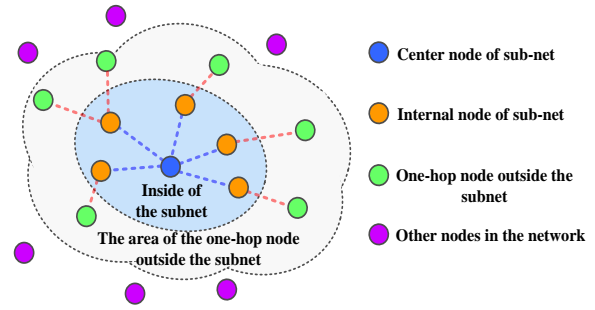 Center node of sub-net
Internal node of sub-net
One-hop node outside the
subnet
Other nodes in the network
Inside of
the subnet
The area of the one-hop node
outside the subnet